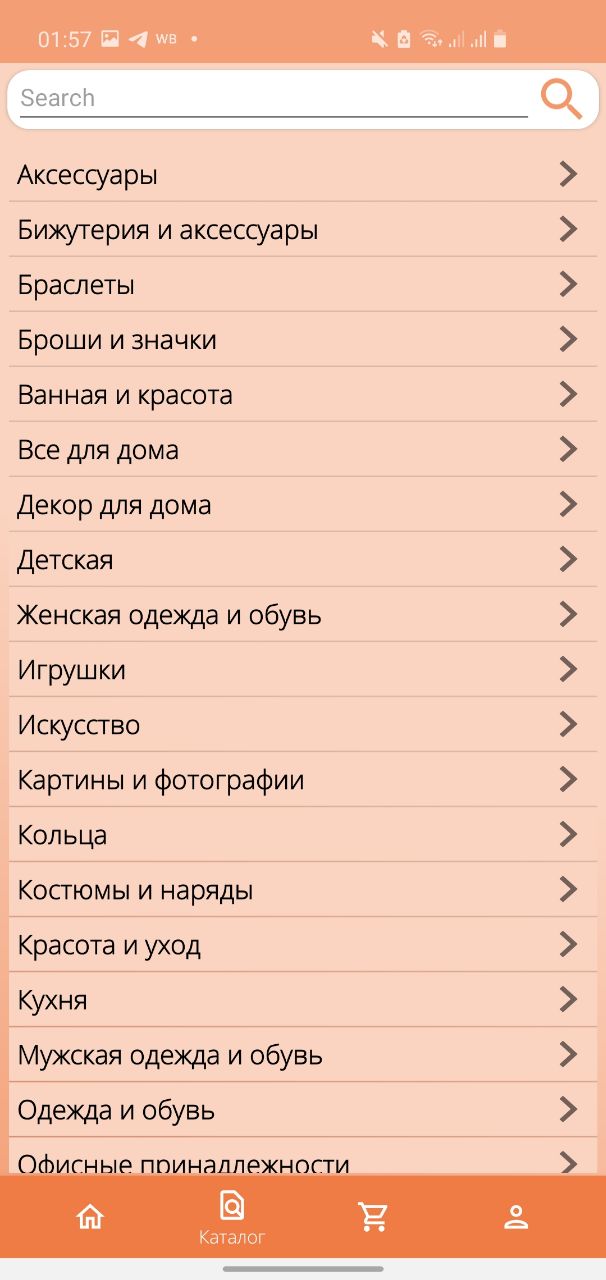 01:57 WB
Search
Аксессуары
Бижутерия и аксессуары
Браслеты
Броши и значки
Ванная и красота
Все для дома
Декор для дома
Детская
Женская одежда и обувь
Игрушки
Искусство
Картины и фотографии
Кольца
Костюмы и наряды
Красота и уход
Кухня
Мужская одежда и обувь
Одежда и обувь
Офисные принадлежности
Каталог